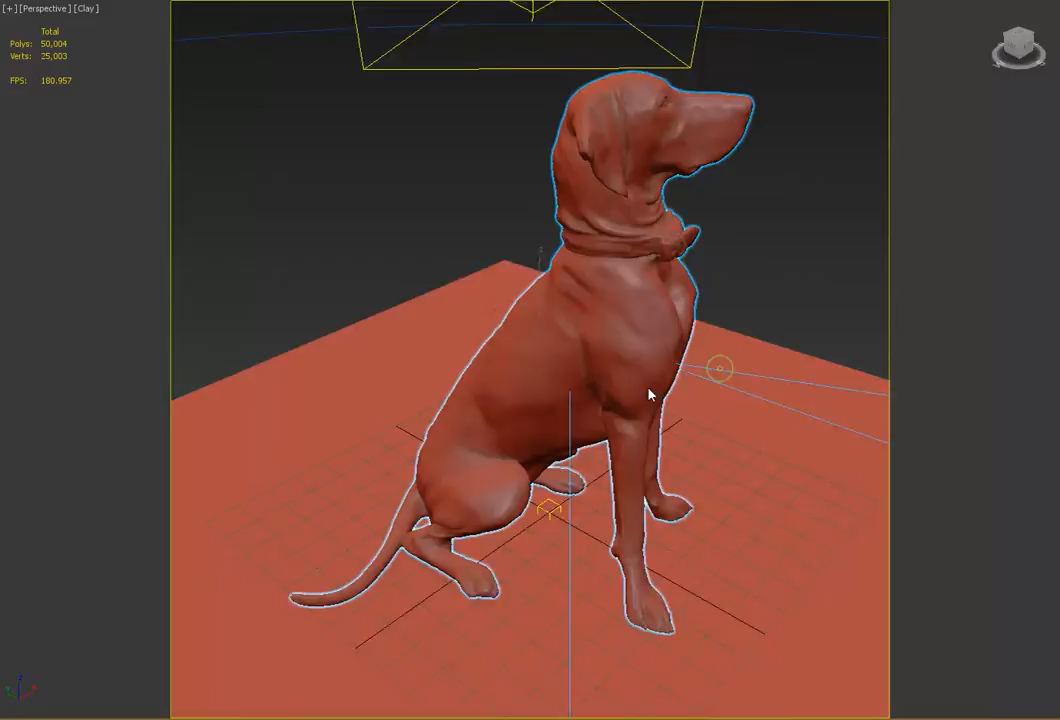 [+] [Perspective] [Clay]
Total
Polys: 50,004
Verts: 25,003
FPS: 180.957